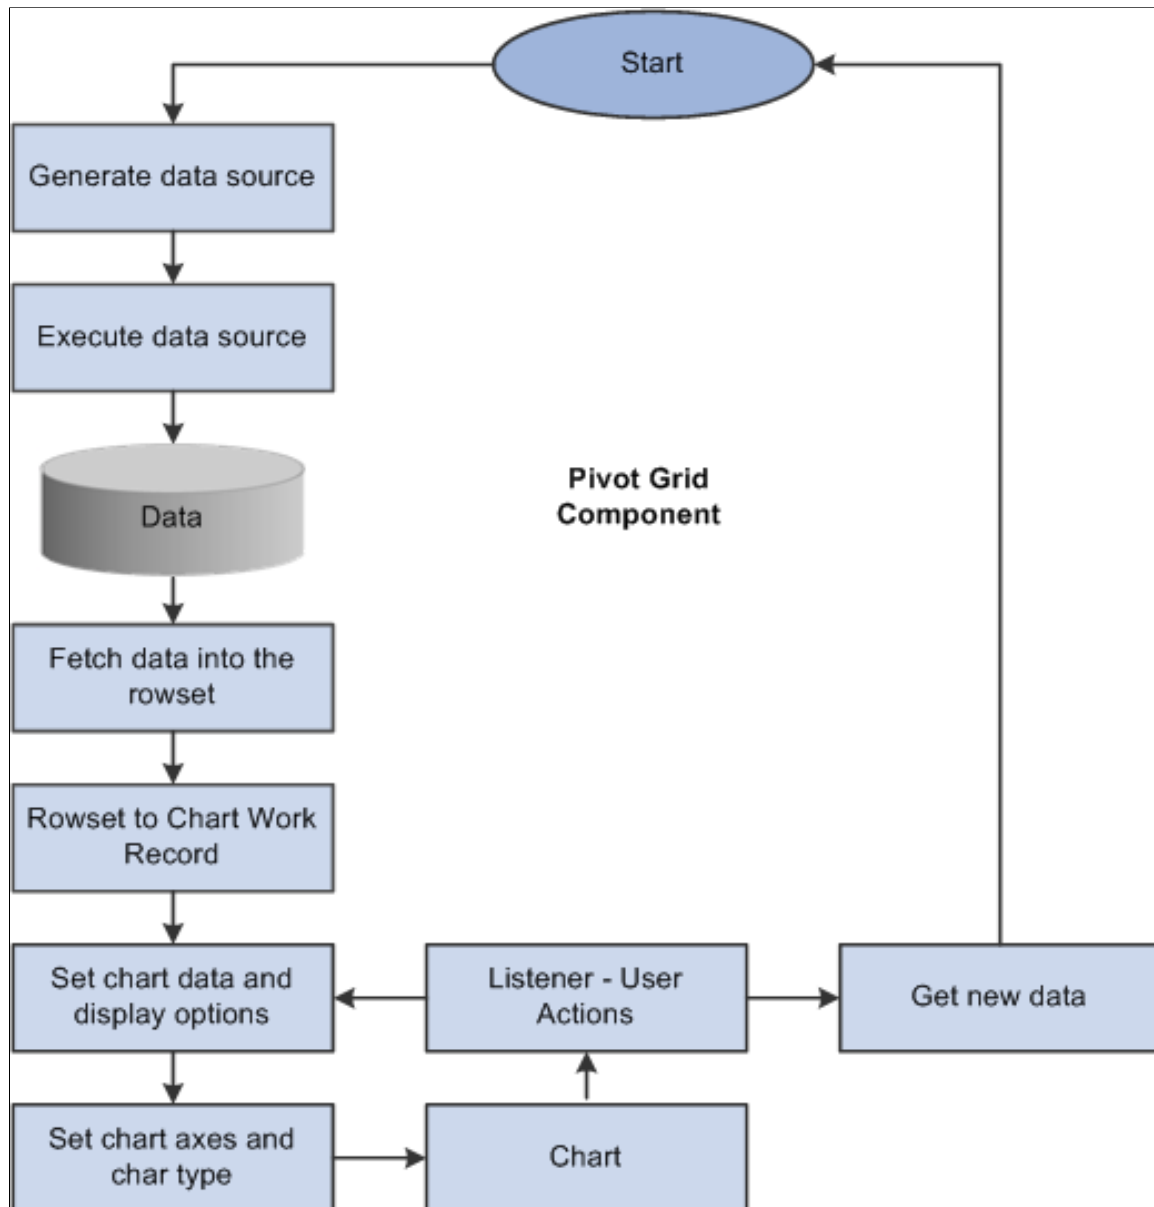 Start
Generate data source
Execute data source
Data
Pivot Grid
Component
Fetch data into the
rowset
Rowset to Chart Work
Record
Set chart data and
display options
Listener - User
Actions
Get new data
Set chart axes and
char type
Chart